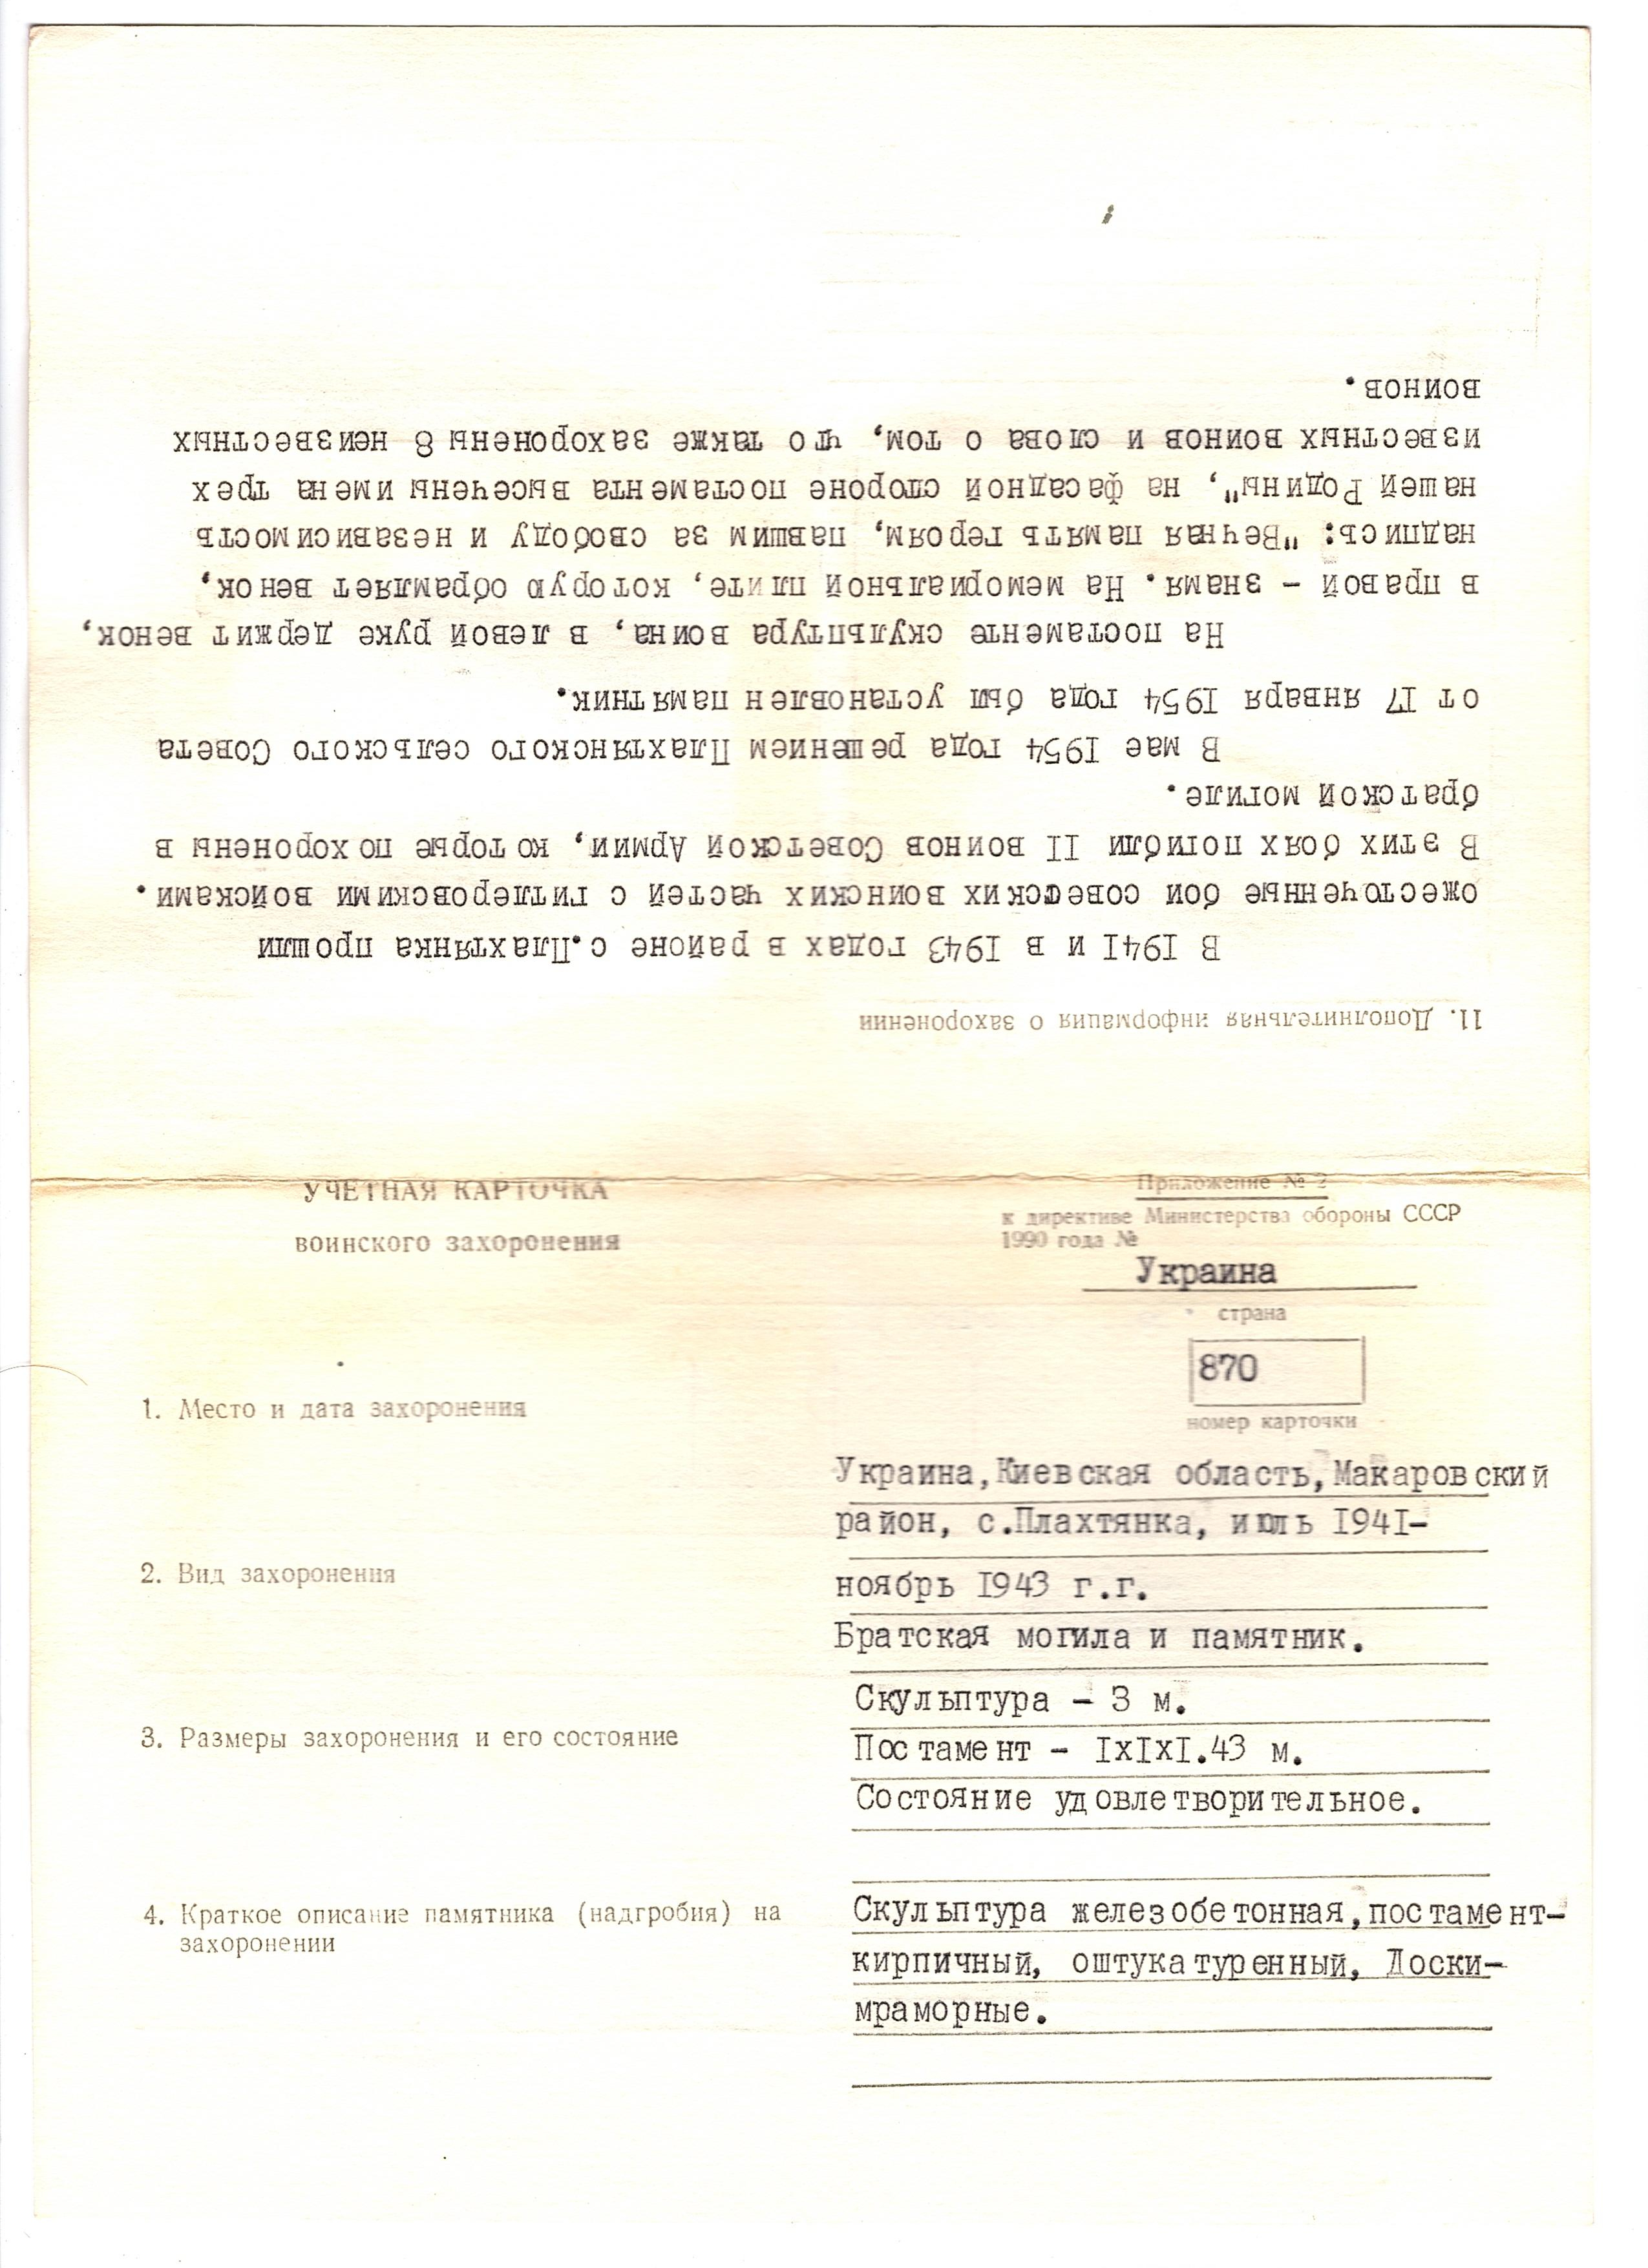 УЧЕТНАЯ КАРТОЧКА
воинского захоронения
Приложение № 2
к директиве Министерства обороны СССР
1990 года №
Украина
страна
870
номер карточки
1. Место и дата захоронения
Украина, Киевская область, Макаровский
район, с.Плахтянка, июль 1941-
2. Вид захоронения
ноябрь 1943 г.г.
Братская могила и памятник.
3. Размеры захоронения и его состояние
Скульптура - 3 м.
Постамент - IxIxI.43 м.
Состояние удовлетворительное.
4. Краткое описание памятника (надгробия) на
захоронении
Скульптура железобетонная, постамент-
кирпичный, оштукатуренный, Доски-
мраморные.
11. Дополнительная информация о захоронении
В 1941 и в 1943 годах в районе с.Плахтянка прошли
ожесточенные бои советских воинских частей с гитлеровскими войсками.
В этих боях погибли II воинов Советской Армии, которые похоронены в
братской могиле.
В мае 1954 года решением Плахтянского сельского Совета
от 17 января 1954 года был установлен памятник.
На постаменте скульптура воина, в левой руке держит венок,
в правой - знамя. На мемориальной плите, которую обрамляет венок,
надпись: "Вечная память героям, павшим за свободу и независимость
нашей Родины", на фасадной стороне постамента высечены имена трех
известных воинов и слова о том, что также захоронены 8 неизвестных
воинов.